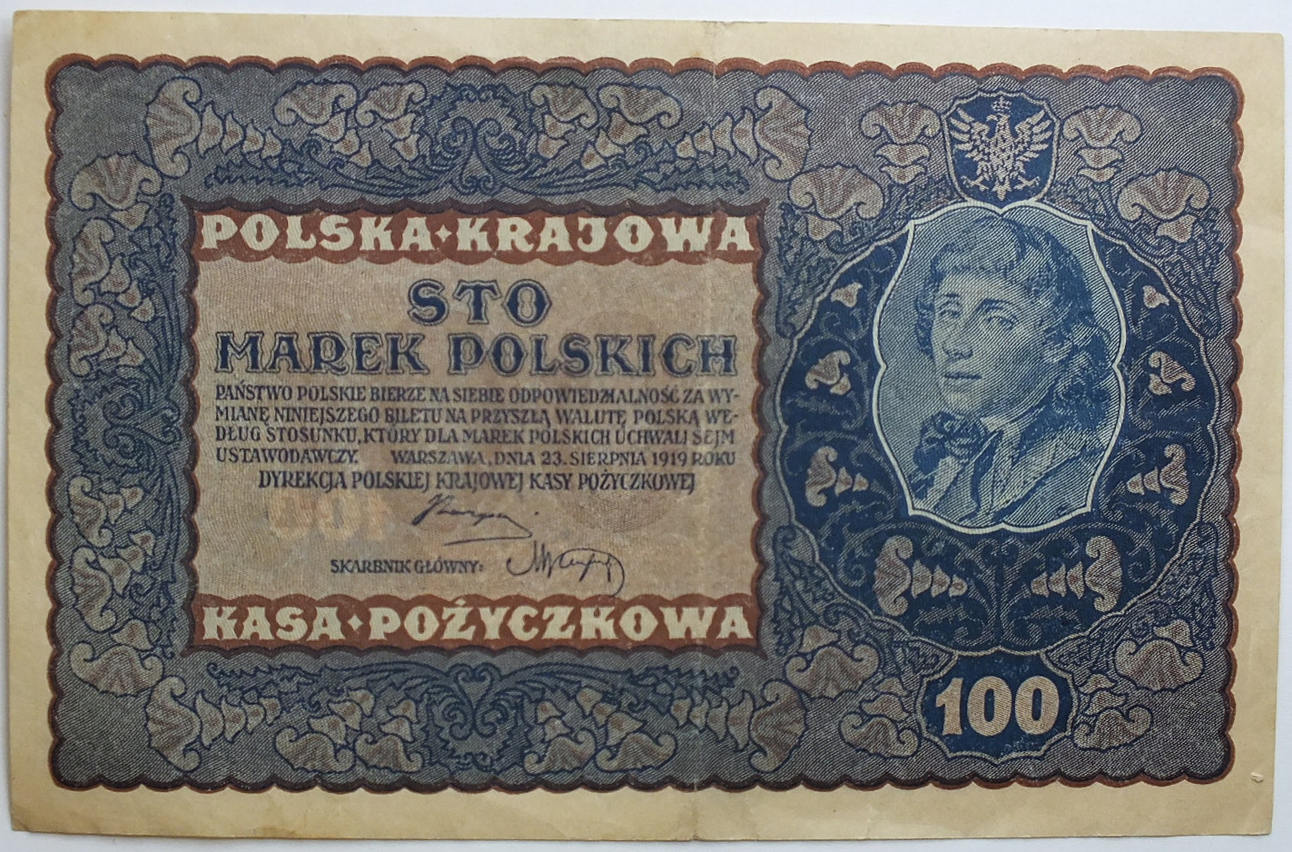 POLSKA·KRAJOWA
STO
MAREK POLSKICH
PAŃSTWO POLSKIE BIERZE NA SIEBIE ODPOWIEDZIALNOŚĆ ZA WY-
MIANĘ NINIEJSZEGO BILETU NA PRZYSZŁĄ WALUTĘ POLSKĄ WE-
DŁUG STOSUNKU, KTÓRY DLA MAREK POLSKICH UCHWALI SEJM
USTAWODAWCZY. WARSZAWA, DNIA 23. SIERPNIA 1919 ROKU
DYREKCJA POLSKIEJ KRAJOWEJ KASY POŻYCZKOWEJ
SKARBNIK GŁÓWNY:
KASA·POŻYCZKOWA
100